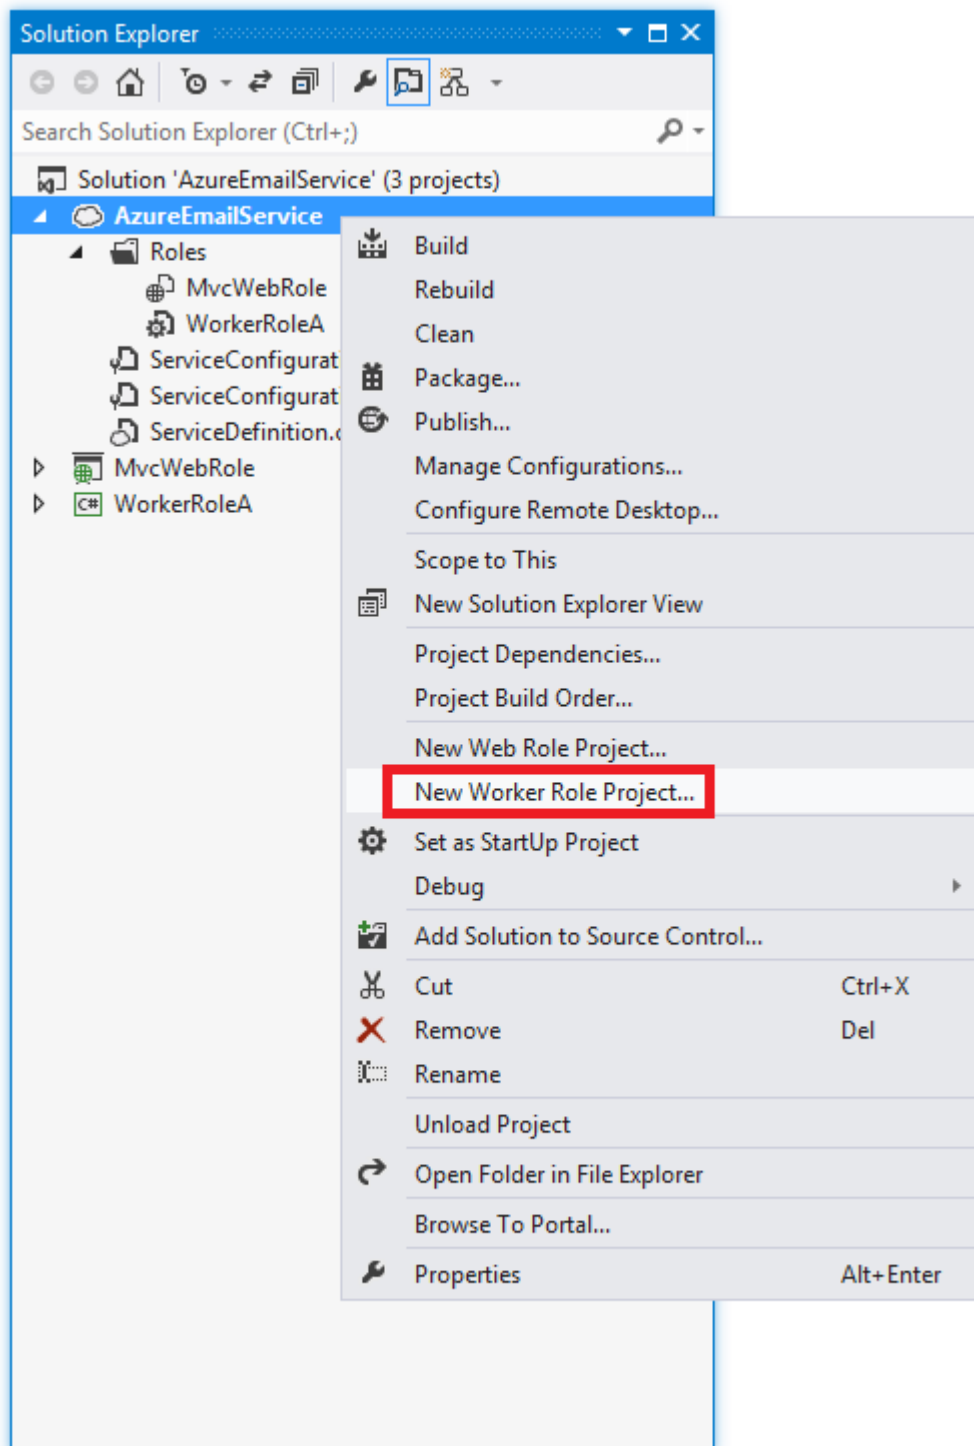 Solution Explorer
Search Solution Explorer (Ctrl+;)
Solution 'AzureEmailService' (3 projects)
AzureEmailService
Roles
MvcWebRole
WorkerRoleA
ServiceConfigurat
ServiceConfigurat
ServiceDefinition.
MvcWebRole
C# WorkerRoleA
Build
Rebuild
Clean
Package...
Publish...
Manage Configurations...
Configure Remote Desktop...
Scope to This
New Solution Explorer View
Project Dependencies...
Project Build Order...
New Web Role Project...
New Worker Role Project...
Set as StartUp Project
Debug
Add Solution to Source Control...
Cut Ctrl+X
Remove Del
Rename
Unload Project
Open Folder in File Explorer
Browse To Portal...
Properties Alt+Enter